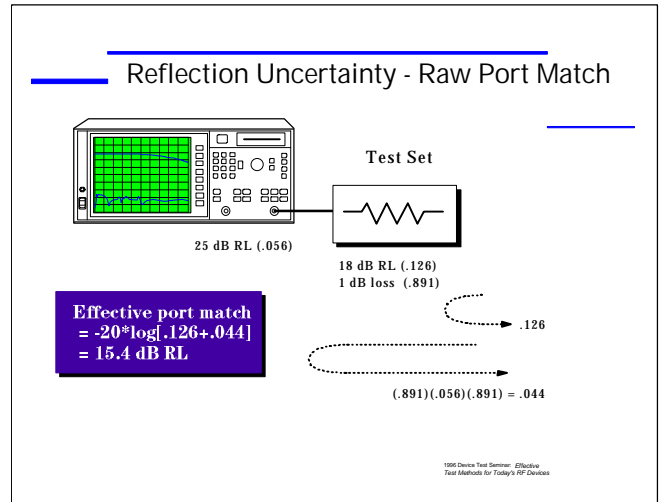 Reflection Uncertainty - Raw Port Match
Test Set
25 dB RL (.056)
18 dB RL (.126)
1 dB loss (.891)
Effective port match
= -20*log[.126+.044]
= 15.4 dB RL
.126
(.891)(.056)(.891) = .044
1996 Device Test Seminar: Effective
Test Methods for Today's RF Devices